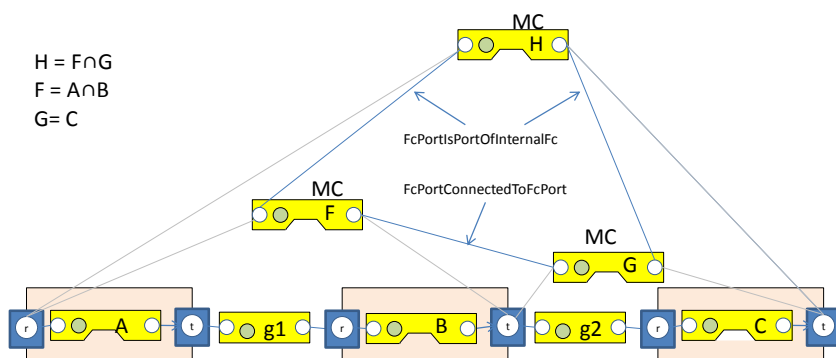 MC
H
H = F∩G
F = A∩B
G= C
FcPortIsPortOfInternalFc
FcPortConnectedToFcPort
MC
F
MC
G
r
A
t
g1
r
B
t
g2
r
C
t